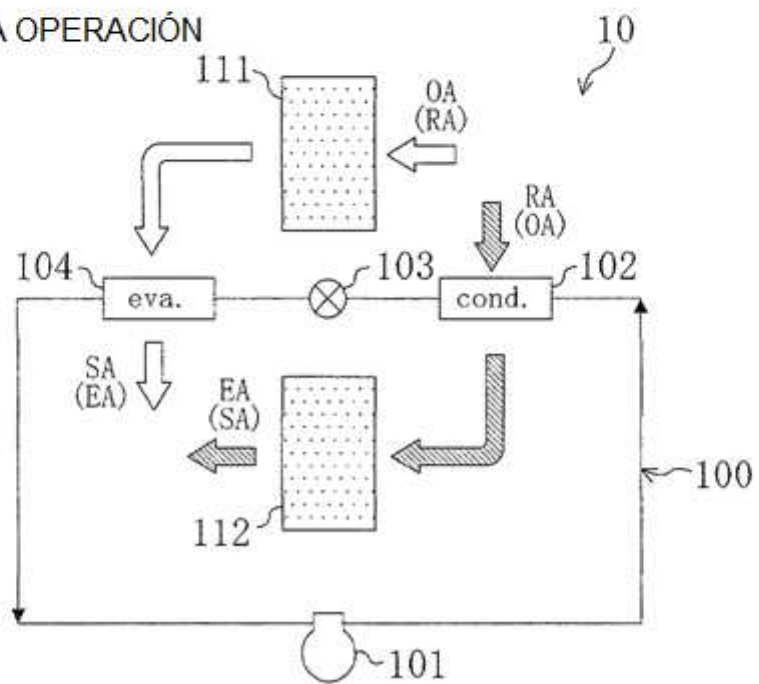 A OPERACIÓN
10
111
OA
(RA)
RA
(OA)
104
103
102
eva.
cond.
SA
(EA)
EA
(SA)
100
112
101